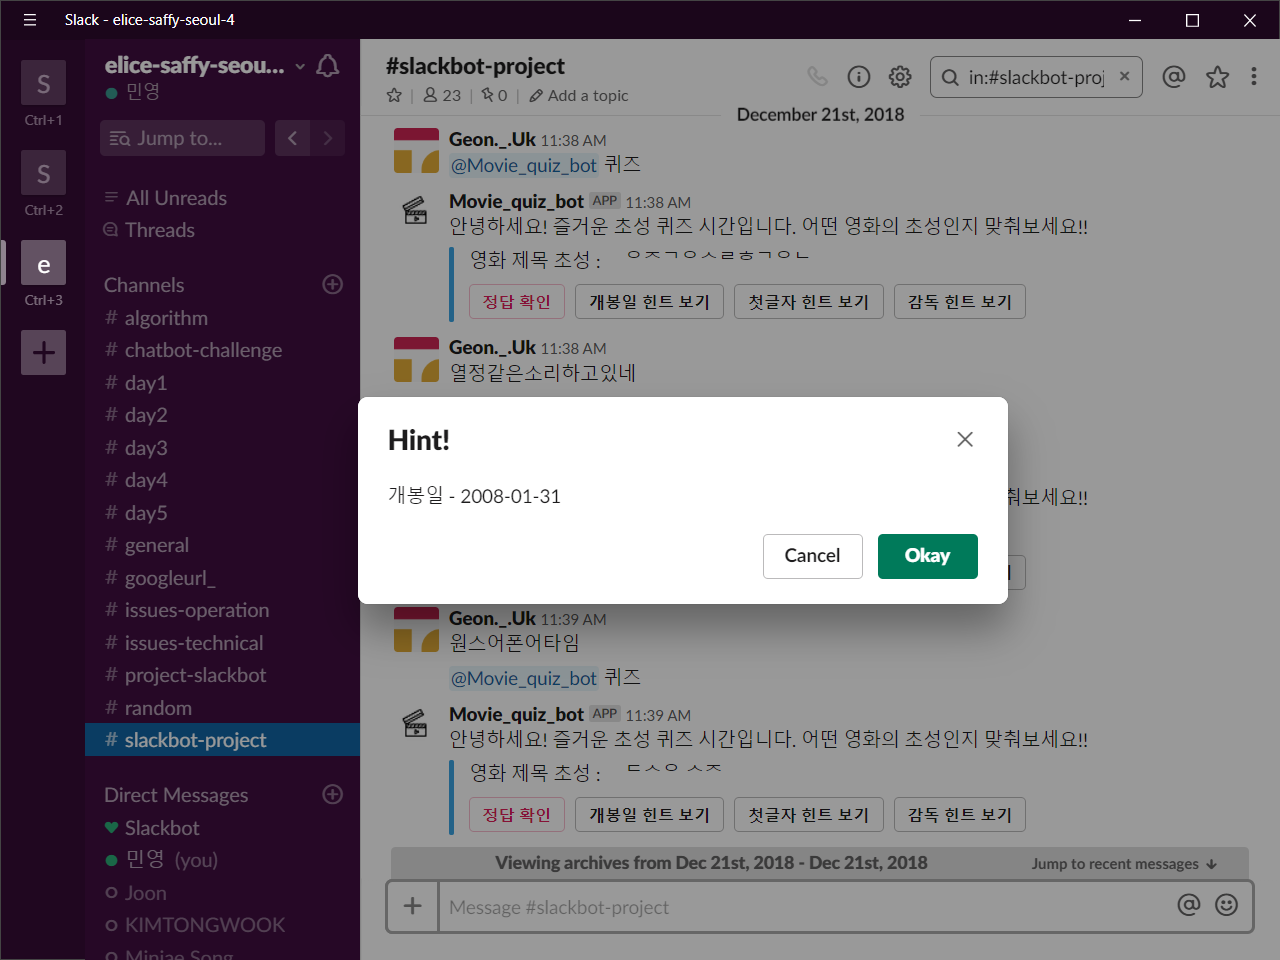 Slack - elice-saffy-seoul-4
S
Ctrl+1
S
Ctrl+2
e
Ctrl+3
elice-saffy-seou...
민영
Jump to...
All Unreads
Threads
Channels
# algorithm
# chatbot-challenge
# day1
# day2
# day3
# day4
# day5
# general
# googleurl_
# issues-operation
# issues-technical
# project-slackbot
# random
# slackbot-project
Direct Messages
Slackbot
민영 (you)
Joon
KIMTONGWOOK
Minjae Song
#slackbot-project
23 | 0 | Add a topic
in:#slackbot-proj
December 21st, 2018
Geon._.Uk 11:38 AM
@Movie_quiz_bot 퀴즈
Movie_quiz_bot APP 11:38 AM
안녕하세요! 즐거운 초성 퀴즈 시간입니다. 어떤 영화의 초성인지 맞춰보세요!!
영화 제목 초성 : ᄋᄌᄀᄋᄉᄅᄒᄀᄋᄂ
정답 확인 개봉일 힌트 보기 첫글자 힌트 보기 감독 힌트 보기
Geon._.Uk 11:38 AM
열정같은소리하고있네
Hint!
개봉일 - 2008-01-31
Cancel Okay
춰보세요!!
Geon._.Uk 11:39 AM
원스어폰어타임
@Movie_quiz_bot 퀴즈
Movie_quiz_bot APP 11:39 AM
안녕하세요! 즐거운 초성 퀴즈 시간입니다. 어떤 영화의 초성인지 맞춰보세요!!
영화 제목 초성 : ᄃᄉᄋ ᄉᄌ
정답 확인 개봉일 힌트 보기 첫글자 힌트 보기 감독 힌트 보기
Viewing archives from Dec 21st, 2018 - Dec 21st, 2018 Jump to recent messages
Message #slackbot-project